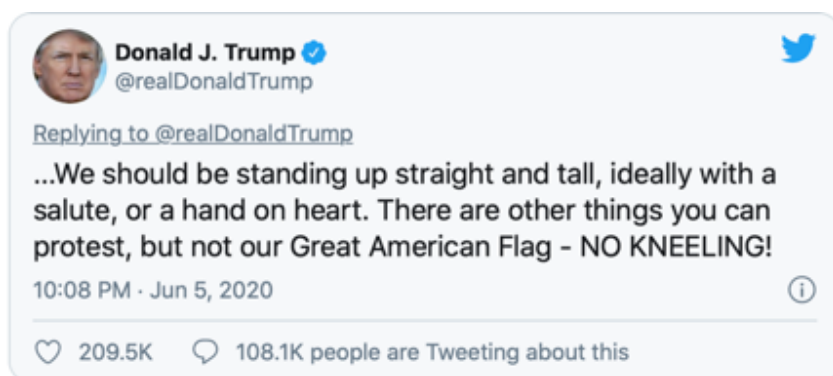 Donald J. Trump
@realDonaldTrump
Replying to @realDonaldTrump
...We should be standing up straight and tall, ideally with a
salute, or a hand on heart. There are other things you can
protest, but not our Great American Flag - NO KNEELING!
10:08 PM · Jun 5, 2020
209.5K 108.1K people are Tweeting about this